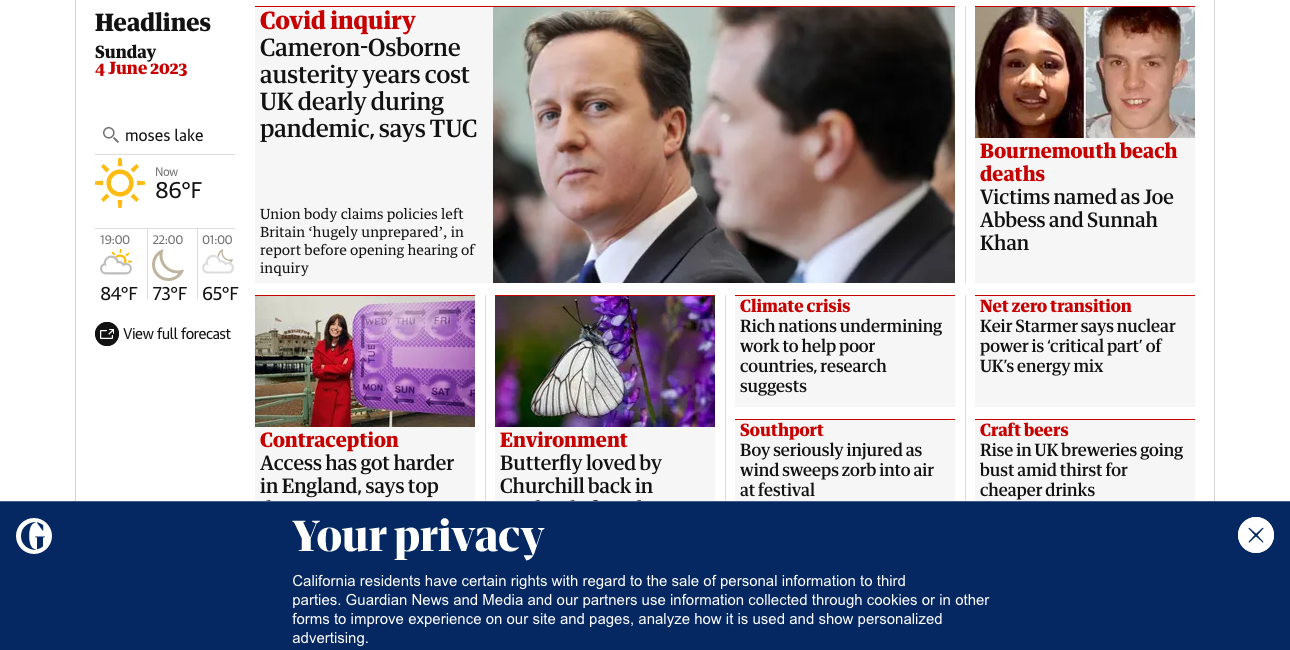 Headlines
Sunday
4 June 2023
moses lake
Now
86°F
19:00
22:00
01:00
84°F
73°F
65°F
View full forecast
Covid inquiry
Cameron-Osborne
austerity years cost
UK dearly during
pandemic, says TUC
Union body claims policies left
Britain ‘hugely unprepared’, in
report before opening hearing of
inquiry
Bournemouth beach
deaths
Victims named as Joe
Abbess and Sunnah
Khan
WED THU FRI
TUE
MON SUN SAT
Contraception
Access has got harder
in England, says top
Environment
Butterfly loved by
Churchill back in
Climate crisis
Rich nations undermining
work to help poor
countries, research
suggests
Net zero transition
Keir Starmer says nuclear
power is ‘critical part’ of
UK’s energy mix
Southport
Boy seriously injured as
wind sweeps zorb into air
at festival
Craft beers
Rise in UK breweries going
bust amid thirst for
cheaper drinks
G
Your privacy
California residents have certain rights with regard to the sale of personal information to third
parties. Guardian News and Media and our partners use information collected through cookies or in other
forms to improve experience on our site and pages, analyze how it is used and show personalized
advertising.